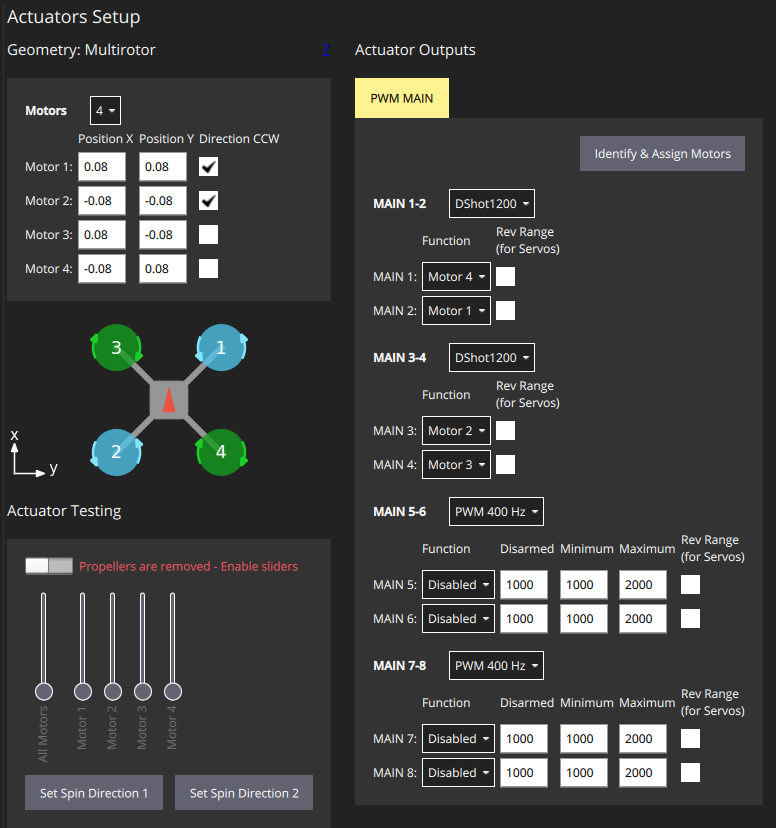 Actuators Setup
Geometry: Multirotor ?
Motors 4
Position X Position Y Direction CCW
Motor 1: 0.08 0.08
Motor 2: -0.08 -0.08
Motor 3: 0.08 -0.08
Motor 4: -0.08 0.08
3 1
2 4
x
y
Actuator Testing
Propellers are removed - Enable sliders
All Motors
Motor 1
Motor 2
Motor 3
Motor 4
Set Spin Direction 1 Set Spin Direction 2
Actuator Outputs
PWM MAIN
Identify & Assign Motors
MAIN 1-2 DShot1200
Function Rev Range
(for Servos)
MAIN 1: Motor 4
MAIN 2: Motor 1
MAIN 3-4 DShot1200
Function Rev Range
(for Servos)
MAIN 3: Motor 2
MAIN 4: Motor 3
MAIN 5-6 PWM 400 Hz
Function Disarmed Minimum Maximum Rev Range
(for Servos)
MAIN 5: Disabled 1000 1000 2000
MAIN 6: Disabled 1000 1000 2000
MAIN 7-8 PWM 400 Hz
Function Disarmed Minimum Maximum Rev Range
(for Servos)
MAIN 7: Disabled 1000 1000 2000
MAIN 8: Disabled 1000 1000 2000